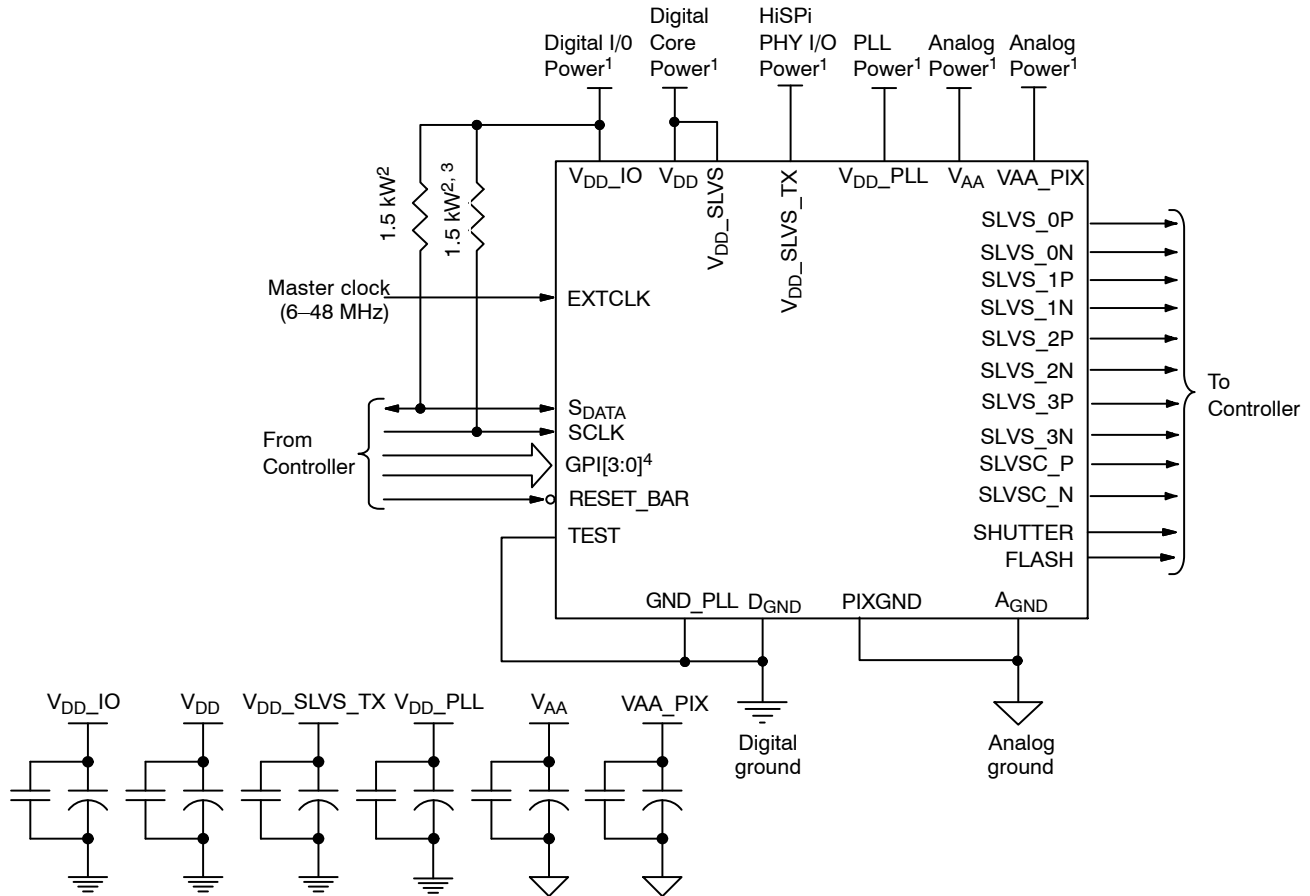 Digital I/0
Power¹
Digital
Core
Power¹
HiSPi
PHY I/O
Power¹
PLL
Power¹
Analog
Power¹
Analog
Power¹
1.5 kW²
1.5 kW², ³
VDD_IO
VDD
VDD_SLVS
VDD_SLVS_TX
VDD_PLL
VAA
VAA_PIX
Master clock
(6–48 MHz)
EXTCLK
From
Controller
SDATA
SCLK
GPI[3:0]⁴
RESET_BAR
TEST
SLVS_0P
SLVS_0N
SLVS_1P
SLVS_1N
SLVS_2P
SLVS_2N
SLVS_3P
SLVS_3N
SLVSC_P
SLVSC_N
SHUTTER
FLASH
To
Controller
GND_PLL
DGND
PIXGND
AGND
Digital
ground
Analog
ground
VDD_IO
VDD
VDD_SLVS_TX
VDD_PLL
VAA
VAA_PIX